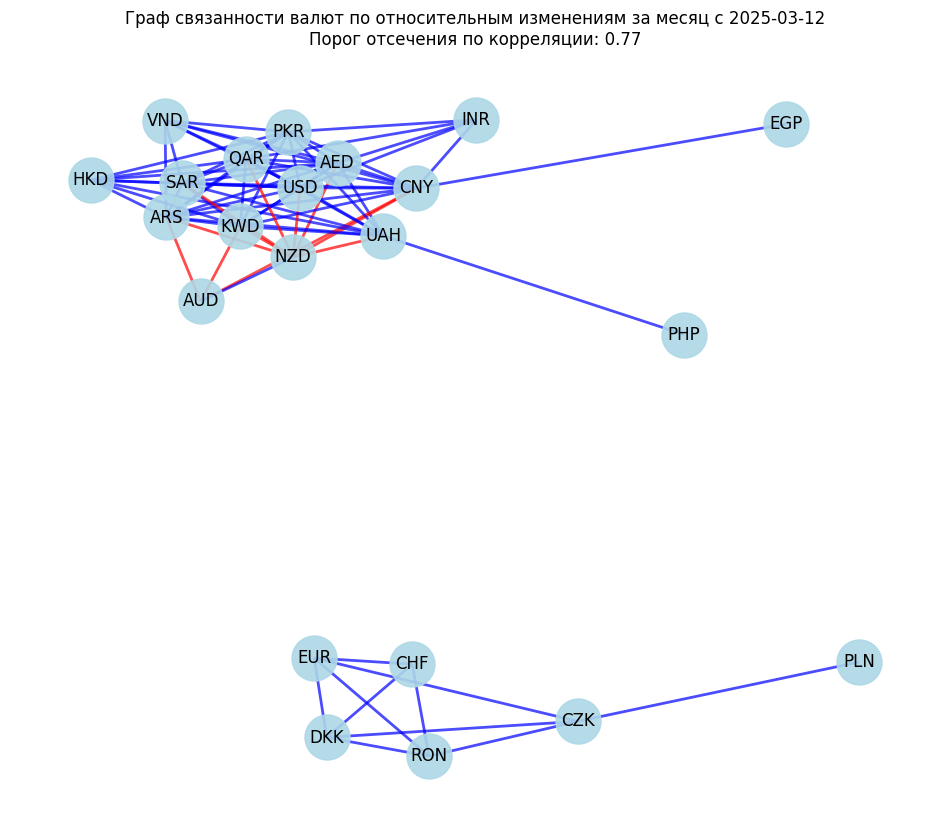 Граф связанности валют по относительным изменениям за месяц с 2025-03-12
Порог отсечения по корреляции: 0.77
VND
PKR
INR
EGP
QAR
AED
HKD
SAR
USD
CNY
ARS
KWD
UAH
NZD
AUD
PHP
EUR
CHF
PLN
CZK
DKK
RON